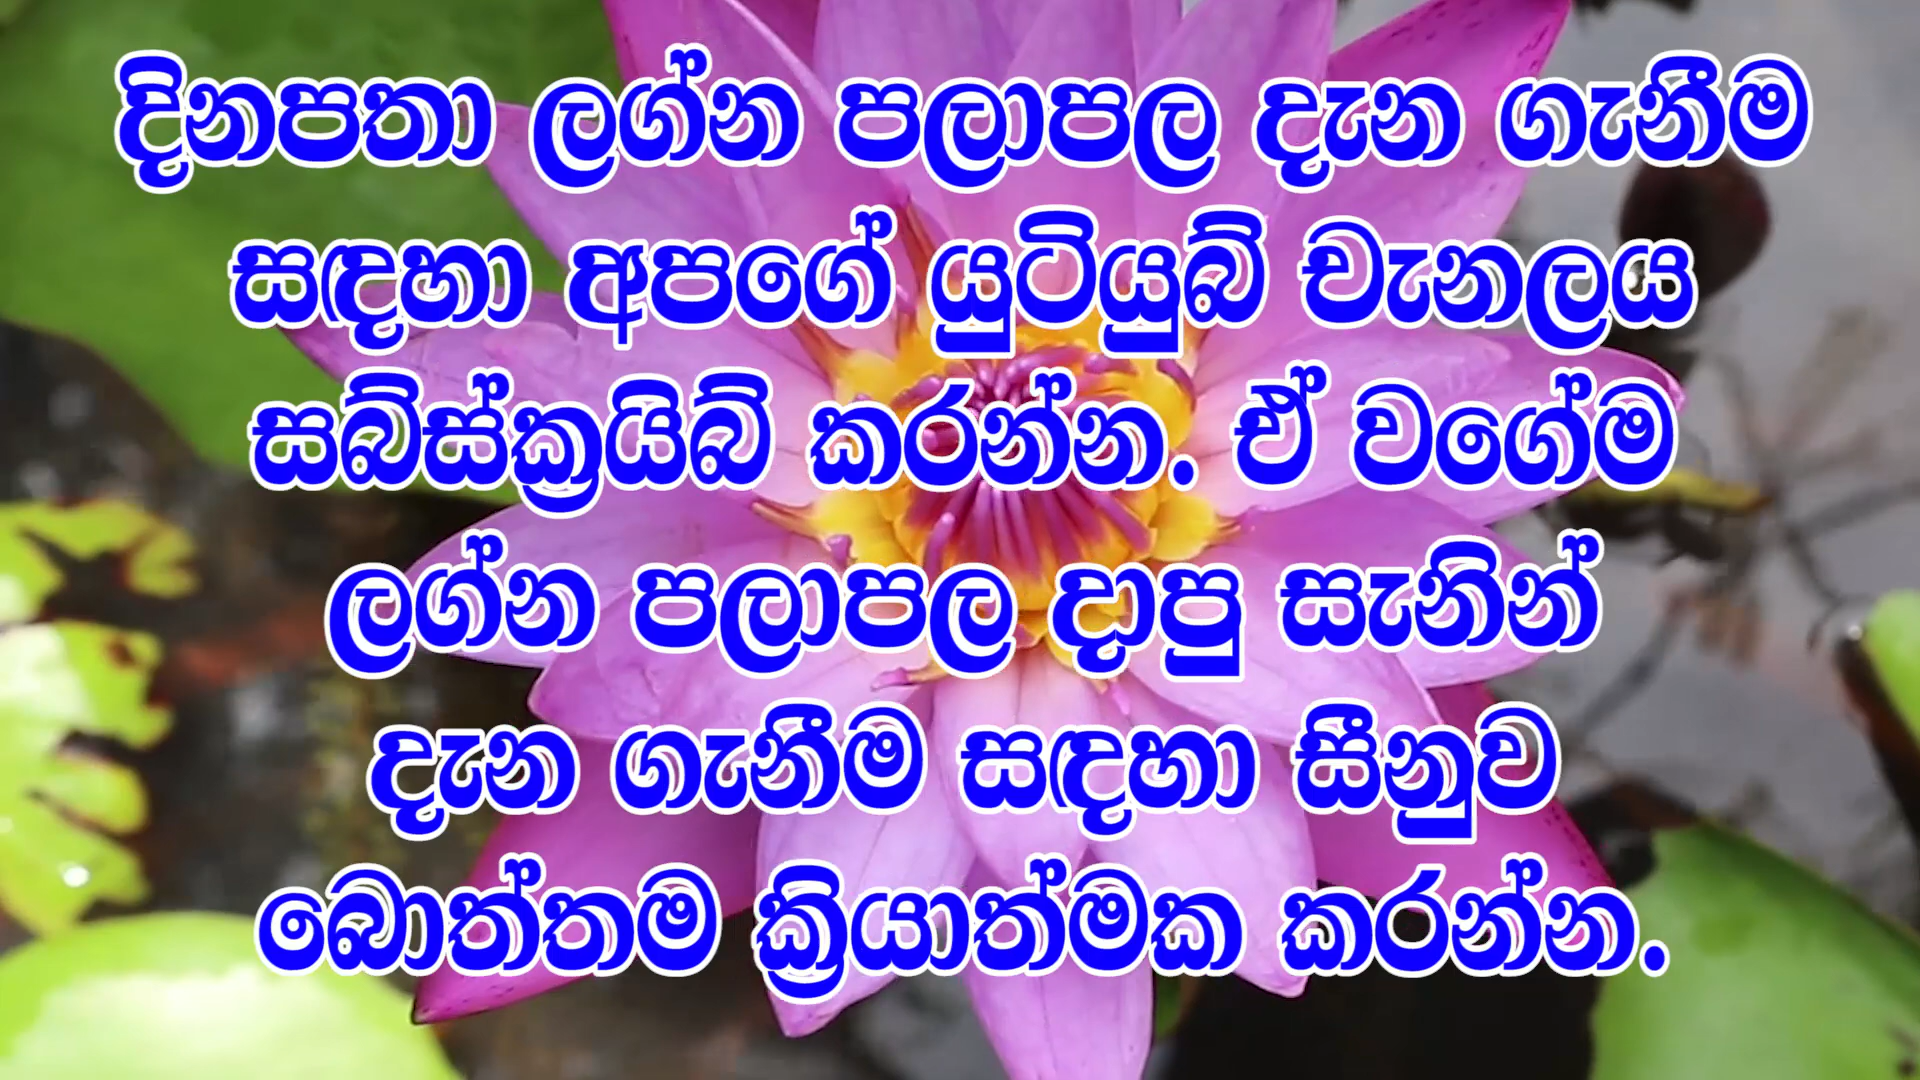 දිනපතා ලග්න පලාපල දැන ගැනීම
සඳහා අපගේ යුටියුබ් චැනලය
සබ්ස්ක්‍රයිබ් කරන්න. ඒ වගේම
ලග්න පලාපල දාපු සැනින්
දැන ගැනීම සඳහා සීනුව
බොත්තම ක්‍රියාත්මක කරන්න.